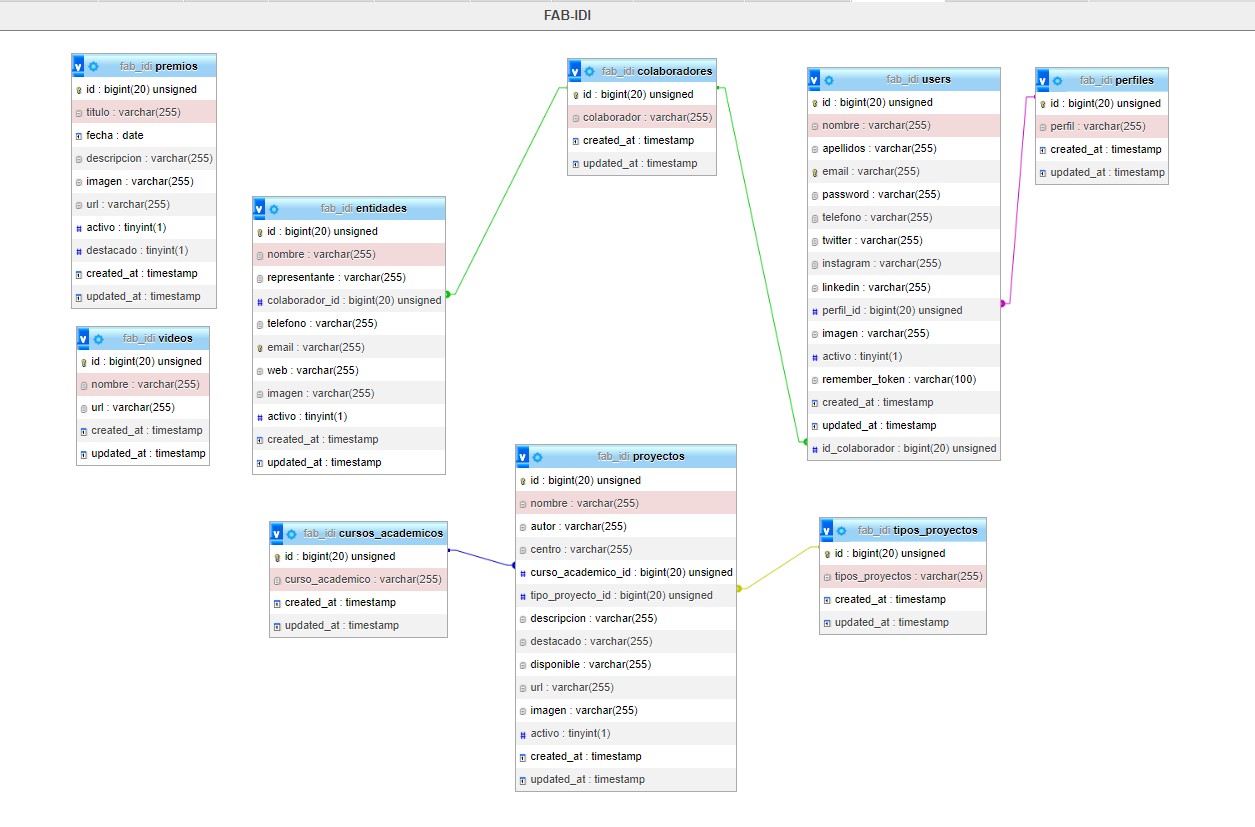 FAB-IDI
fab_idi premios
id : bigint(20) unsigned
titulo : varchar(255)
fecha : date
descripcion : varchar(255)
imagen : varchar(255)
url : varchar(255)
activo : tinyint(1)
destacado : tinyint(1)
created_at : timestamp
updated_at : timestamp
fab_idi videos
id : bigint(20) unsigned
nombre : varchar(255)
url : varchar(255)
created_at : timestamp
updated_at : timestamp
fab_idi entidades
id : bigint(20) unsigned
nombre : varchar(255)
representante : varchar(255)
colaborador_id : bigint(20) unsigned
telefono : varchar(255)
email : varchar(255)
web : varchar(255)
imagen : varchar(255)
activo : tinyint(1)
created_at : timestamp
updated_at : timestamp
fab_idi cursos_academicos
id : bigint(20) unsigned
curso_academico : varchar(255)
created_at : timestamp
updated_at : timestamp
fab_idi colaboradores
id : bigint(20) unsigned
colaborador : varchar(255)
created_at : timestamp
updated_at : timestamp
fab_idi proyectos
id : bigint(20) unsigned
nombre : varchar(255)
autor : varchar(255)
centro : varchar(255)
curso_academico_id : bigint(20) unsigned
tipo_proyecto_id : bigint(20) unsigned
descripcion : varchar(255)
destacado : varchar(255)
disponible : varchar(255)
url : varchar(255)
imagen : varchar(255)
activo : tinyint(1)
created_at : timestamp
updated_at : timestamp
fab_idi users
id : bigint(20) unsigned
nombre : varchar(255)
apellidos : varchar(255)
email : varchar(255)
password : varchar(255)
telefono : varchar(255)
twitter : varchar(255)
instagram : varchar(255)
linkedin : varchar(255)
perfil_id : bigint(20) unsigned
imagen : varchar(255)
activo : tinyint(1)
remember_token : varchar(100)
created_at : timestamp
updated_at : timestamp
id_colaborador : bigint(20) unsigned
fab_idi perfiles
id : bigint(20) unsigned
perfil : varchar(255)
created_at : timestamp
updated_at : timestamp
fab_idi tipos_proyectos
id : bigint(20) unsigned
tipos_proyectos : varchar(255)
created_at : timestamp
updated_at : timestamp